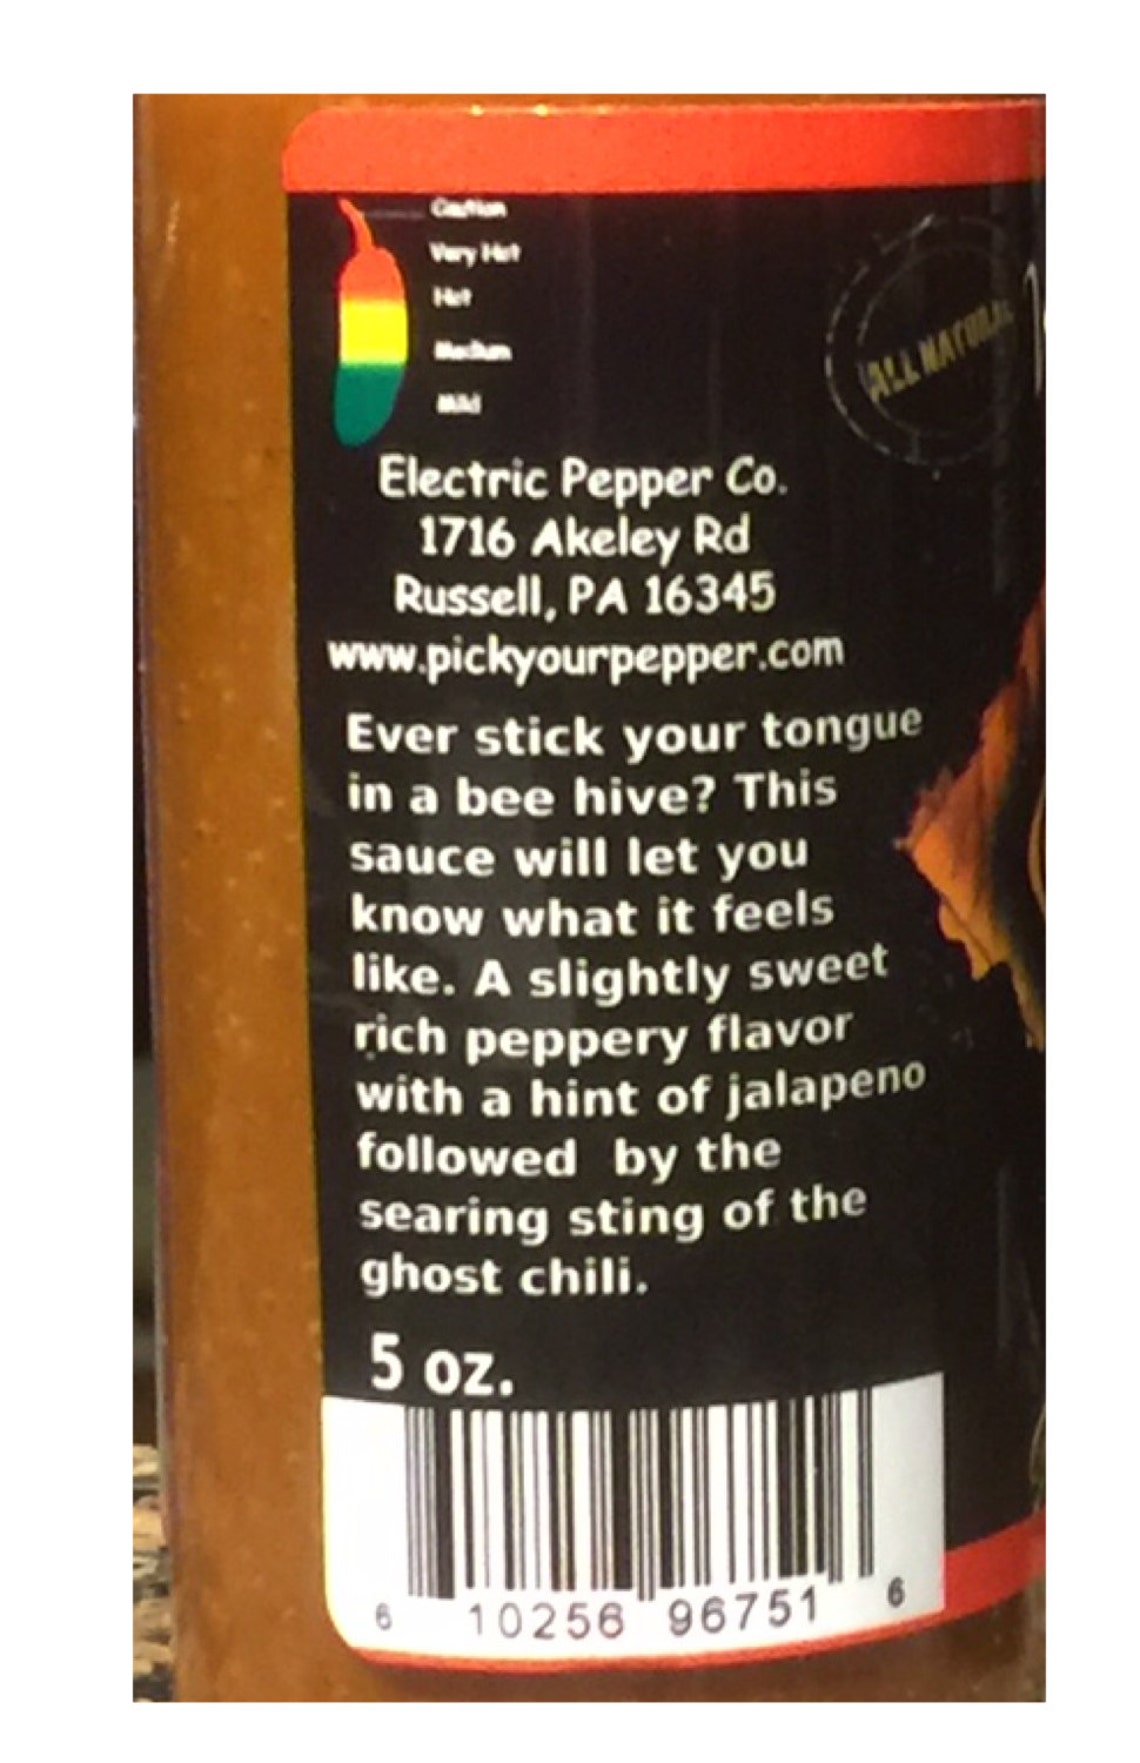 Caution
Very Hot
Hot
Medium
Mild
ALL NATURAL
Electric Pepper Co.
1716 Akeley Rd
Russell, PA 16345
www.pickyourpepper.com
Ever stick your tongue
in a bee hive? This
sauce will let you
know what it feels
like. A slightly sweet
rich peppery flavor
with a hint of jalapeno
followed by the
searing sting of the
ghost chili.
5 oz.
6 10256 96751 6